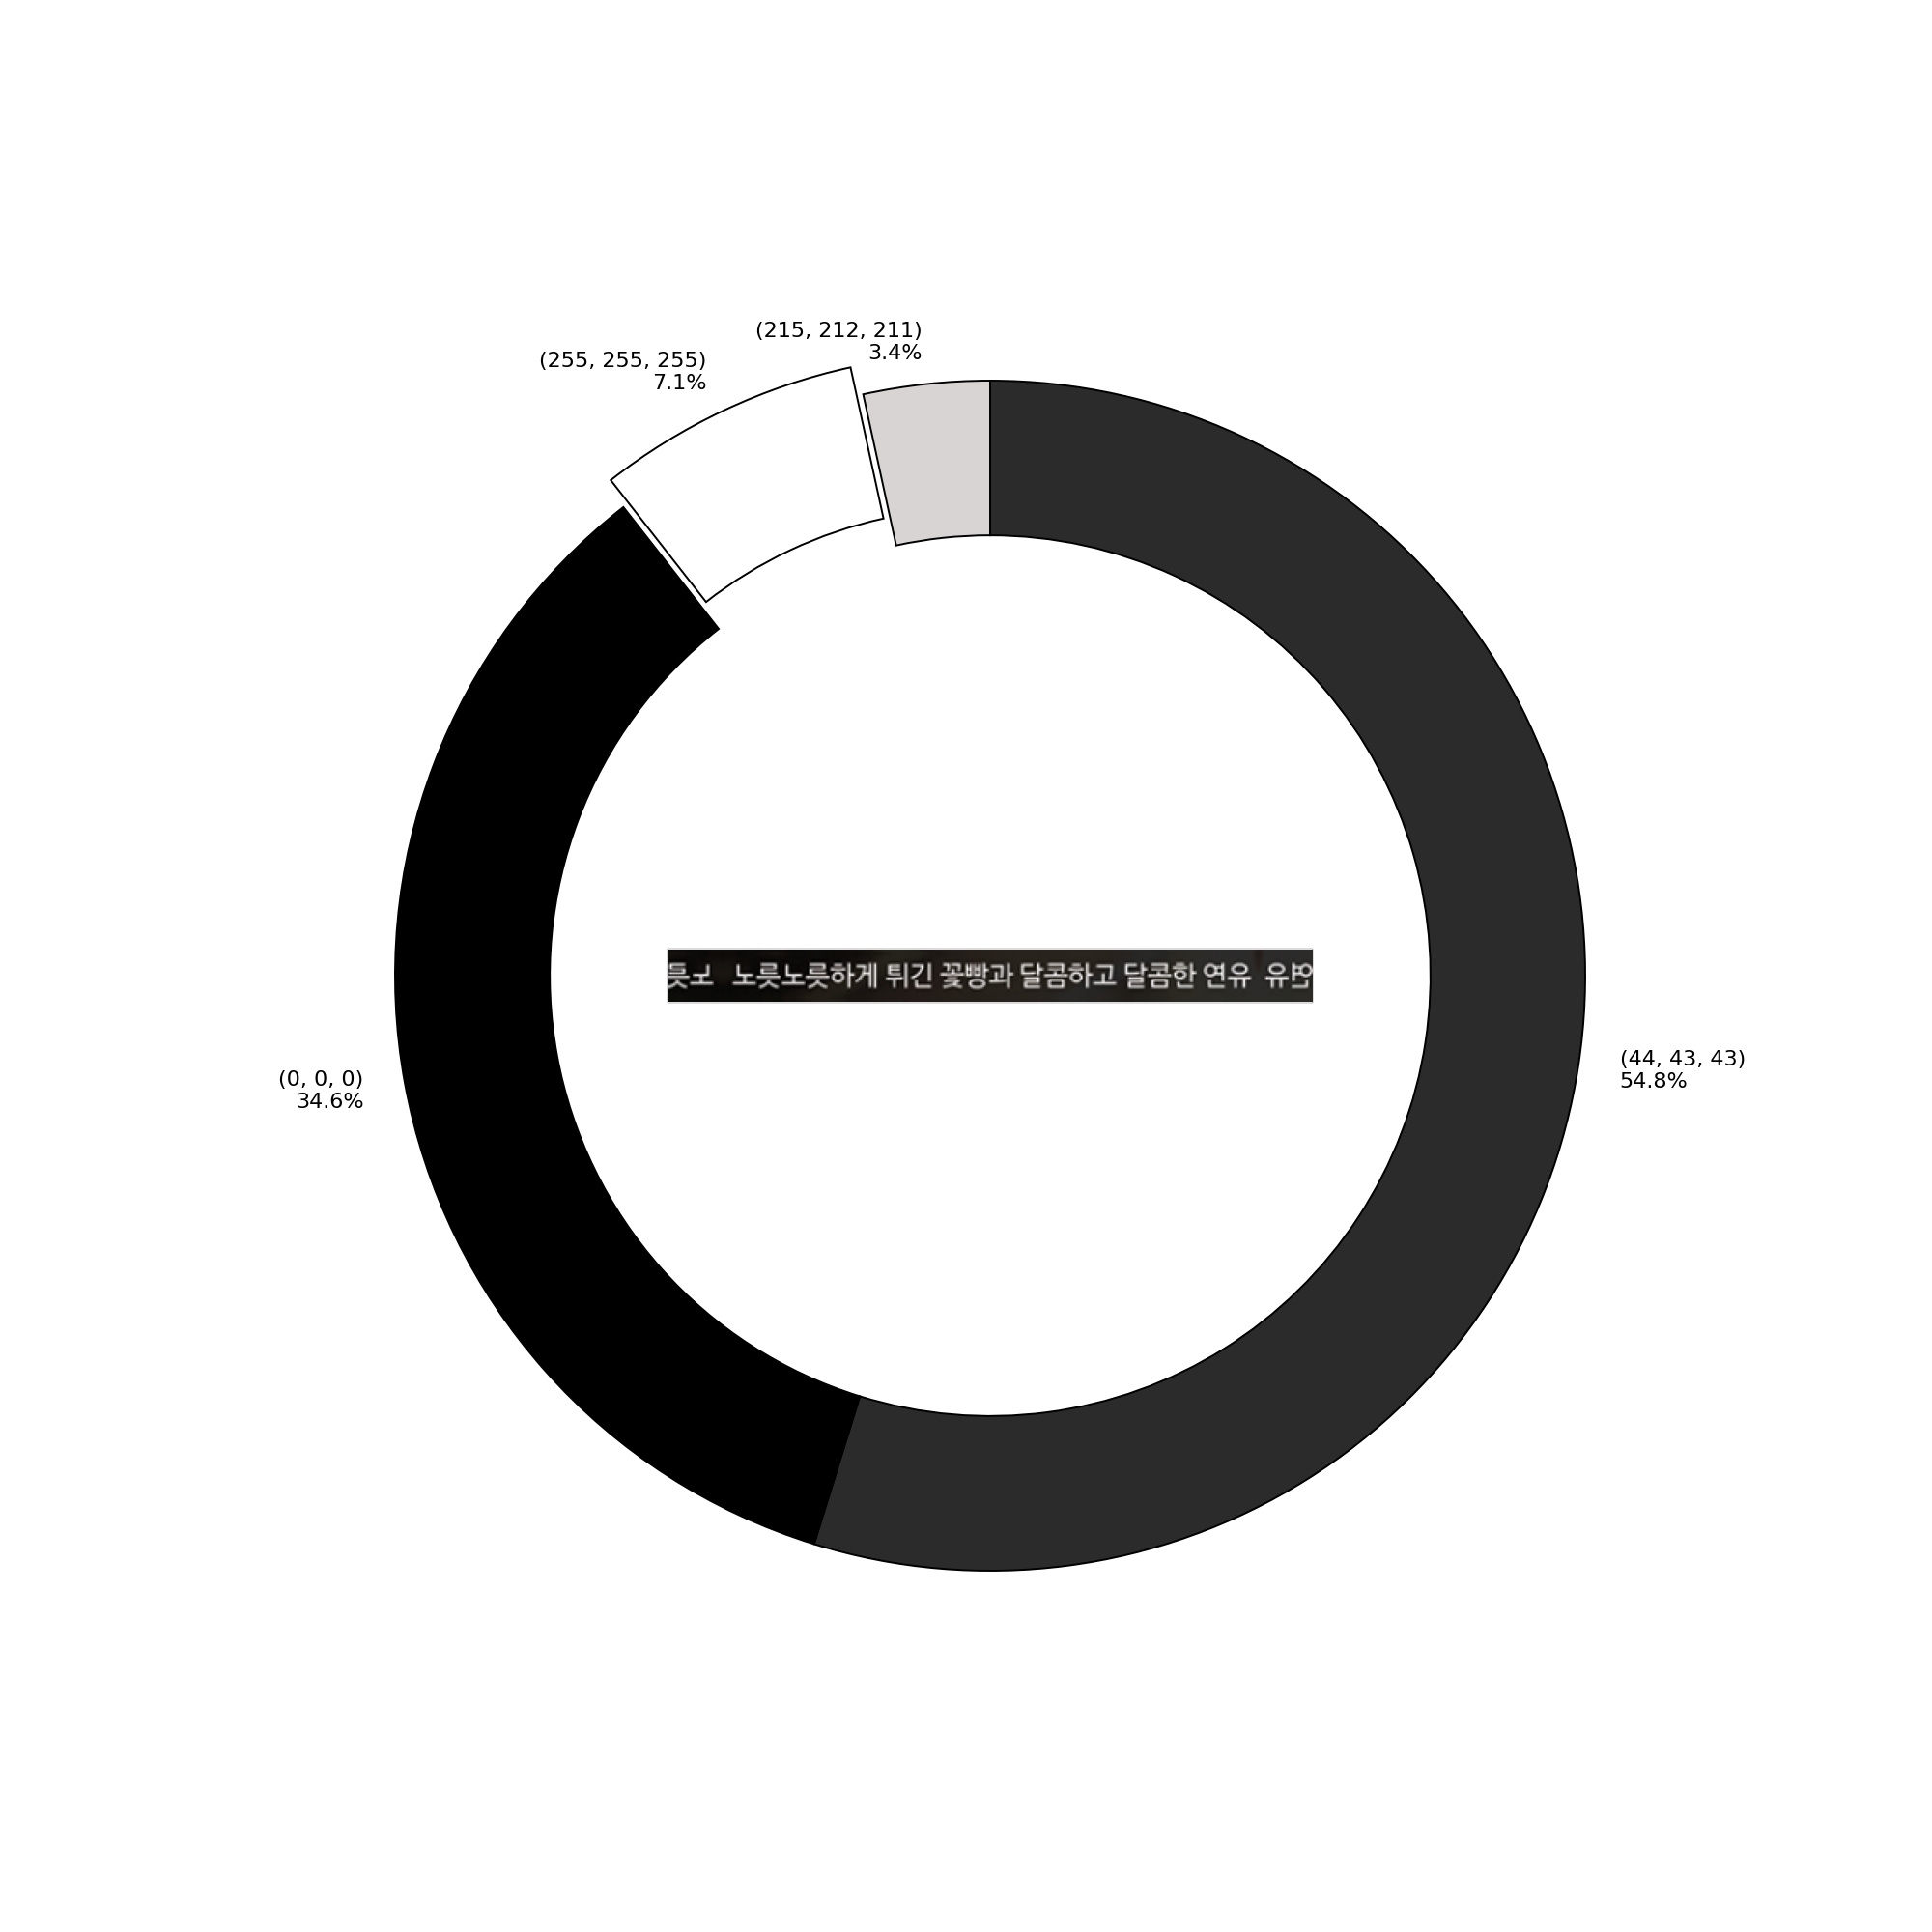 (215, 212, 211)
3.4%
(255, 255, 255)
7.1%
노릇노릇하게 튀긴 꽃빵과 달콤하고 달콤한 연유
(44, 43, 43)
54.8%
(0, 0, 0)
34.6%